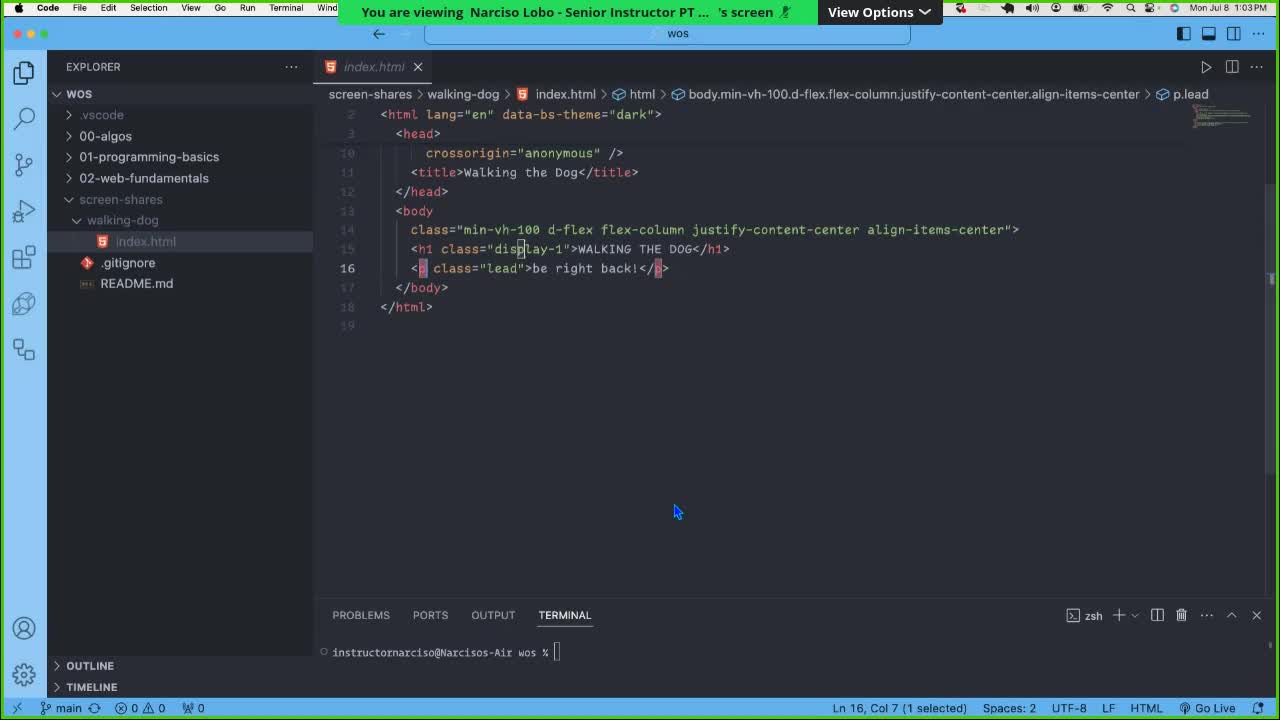 Code File Edit Selection View Go Run Terminal Wind
You are viewing Narciso Lobo - Senior Instructor PT ... 's screen
View Options
Mon Jul 8 1:03 PM
wos
EXPLORER
index.html
WOS
screen-shares > walking-dog > index.html > html > body.min-vh-100.d-flex.flex-column.justify-content-center.align-items-center > p.lead
.vscode
00-algos
01-programming-basics
02-web-fundamentals
screen-shares
walking-dog
index.html
.gitignore
README.md
2 <html lang="en" data-bs-theme="dark">
3 <head>
10 crossorigin="anonymous" />
11 <title>Walking the Dog</title>
12 </head>
13 <body
14 class="min-vh-100 d-flex flex-column justify-content-center align-items-center">
15 <h1 class="display-1">WALKING THE DOG</h1>
16 <p class="lead">be right back!</p>
17 </body>
18 </html>
19
PROBLEMS PORTS OUTPUT TERMINAL
zsh
instructornarciso@Narcisos-Air wos %
OUTLINE
TIMELINE
main 0 0 0
Ln 16, Col 7 (1 selected) Spaces: 2 UTF-8 LF HTML Go Live